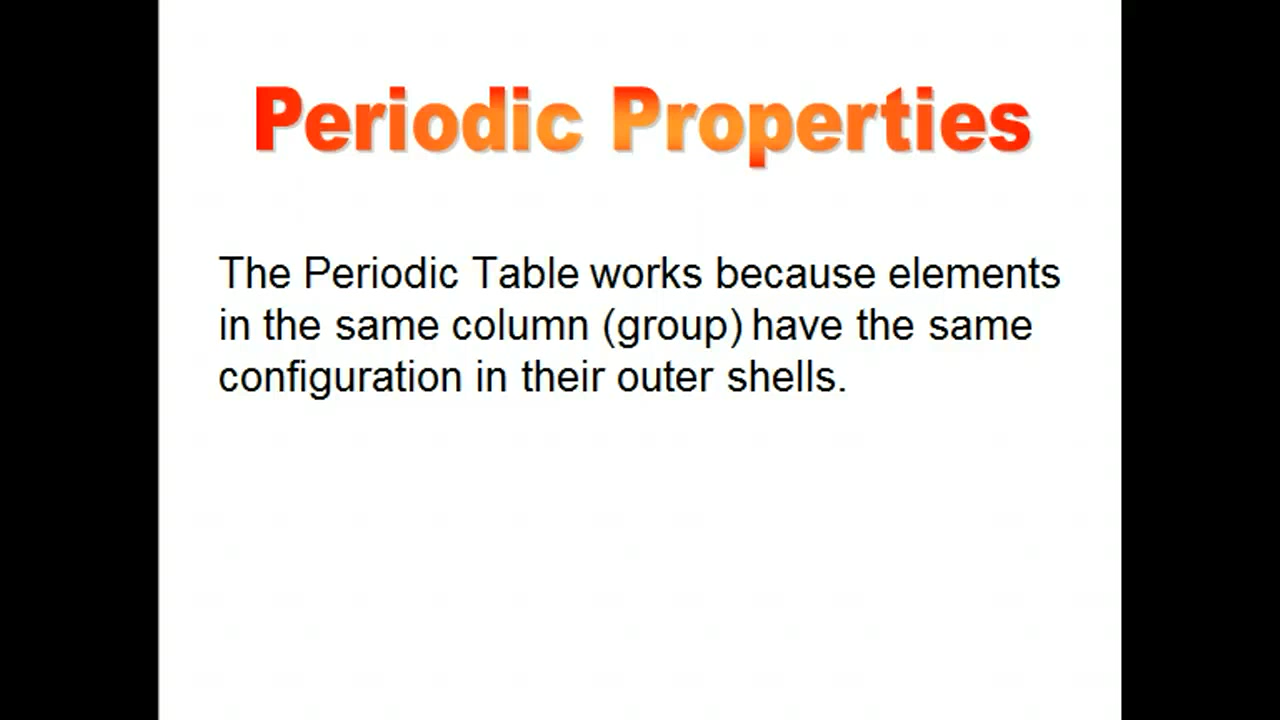 Periodic Properties
The Periodic Table works because elements
in the same column (group) have the same
configuration in their outer shells.